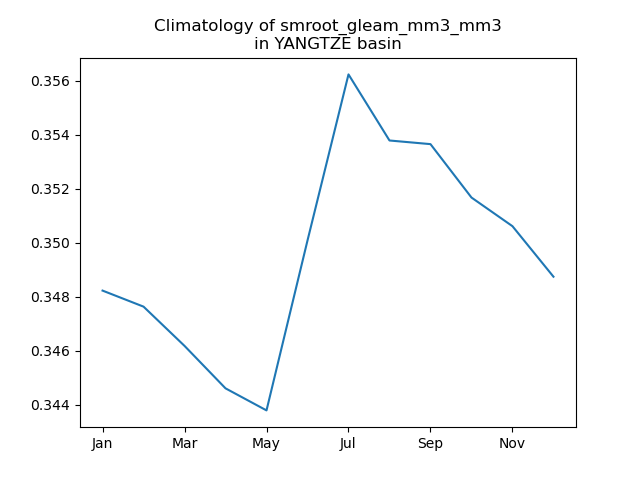 Climatology of smroot_gleam_mm3_mm3
in YANGTZE basin
0.356
0.354
0.352
0.350
0.348
0.346
0.344
Jan Mar May Jul Sep Nov